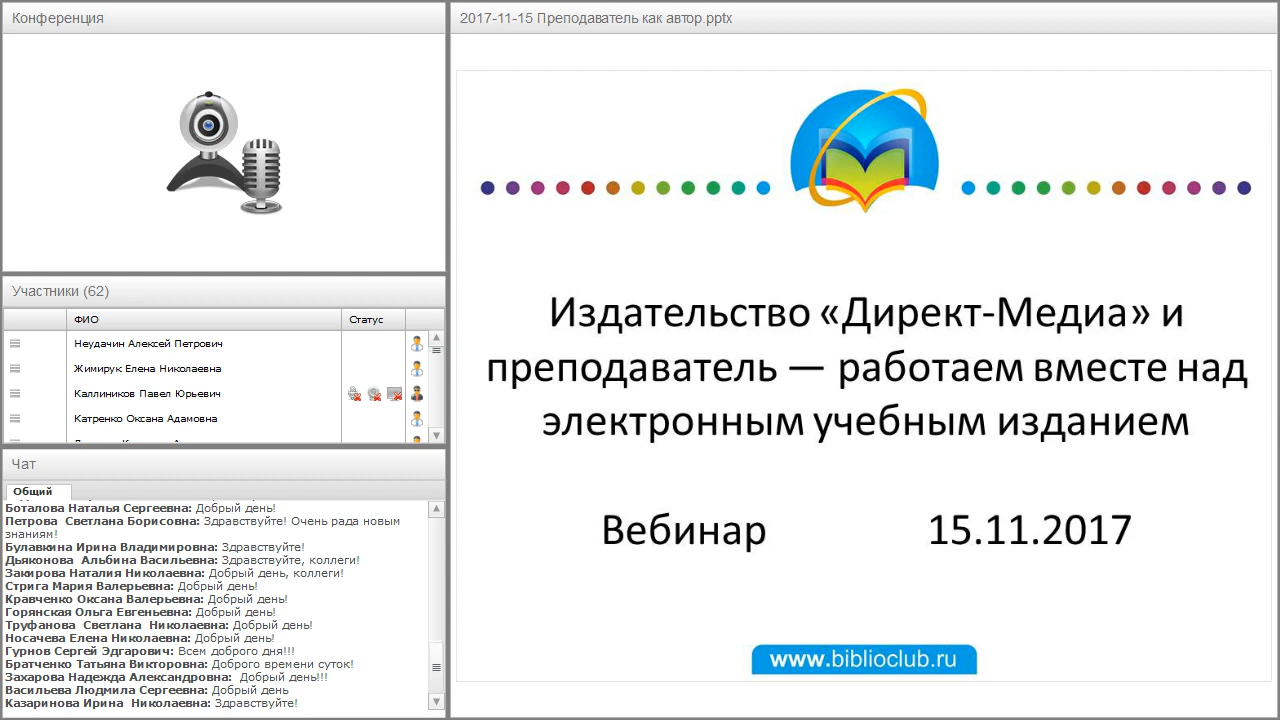 Конференция
Участники (62)
ФИО Статус
Неудачин Алексей Петрович
Жимирук Елена Николаевна
Каллиников Павел Юрьевич
Катренко Оксана Адамовна
Чат
Общий
Боталова Наталья Сергеевна: Добрый день!
Петрова Светлана Борисовна: Здравствуйте! Очень рада новым
знаниям!
Булавкина Ирина Владимировна: Здравствуйте!
Дьяконова Альбина Васильевна: Здравствуйте, коллеги!
Закирова Наталия Николаевна: Добрый день, коллеги!
Стрига Мария Валерьевна: Добрый день!
Кравченко Оксана Валерьевна: Добрый день!
Горянская Ольга Евгеньевна: Добрый день!
Труфанова Светлана Николаевна: Добрый день!
Носачева Елена Николаевна: Добрый день!
Гурнов Сергей Эдгарович: Всем доброго дня!!!
Братченко Татьяна Викторовна: Доброго времени суток!
Захарова Надежда Александровна: Добрый день!!!
Васильева Людмила Сергеевна: Добрый день
Казаринова Ирина Николаевна: Здравствуйте!
2017-11-15 Преподаватель как автор.pptx
Издательство «Директ-Медиа» и
преподаватель — работаем вместе над
электронным учебным изданием
Вебинар 15.11.2017
www.biblioclub.ru